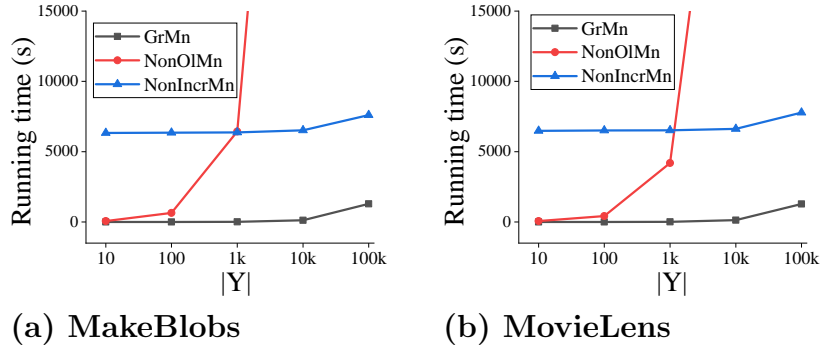 15000
10000
5000
0
Running time (s)
GrMn
NonOlMn
NonIncrMn
10 100 1k 10k 100k
|Y|
(a) MakeBlobs
15000
10000
5000
0
Running time (s)
GrMn
NonOlMn
NonIncrMn
10 100 1k 10k 100k
|Y|
(b) MovieLens